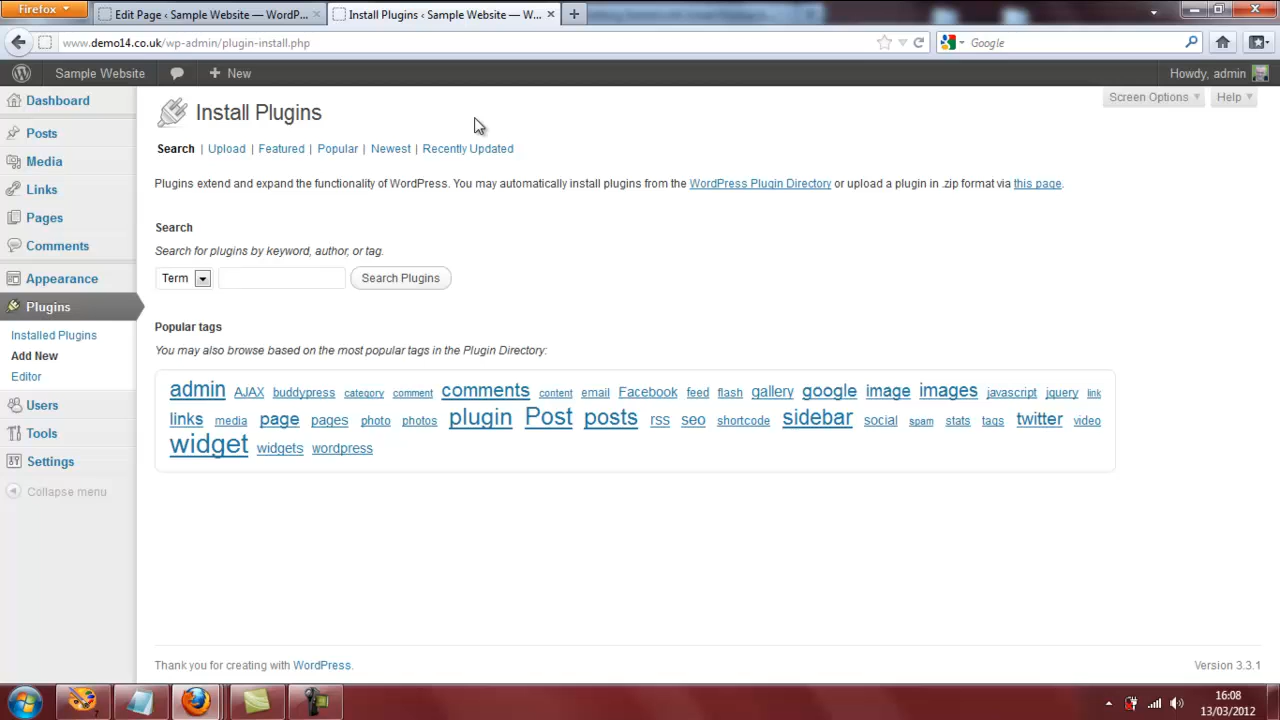 Firefox
Edit Page ‹ Sample Website — WordP...
Install Plugins ‹ Sample Website — W...
www.demo14.co.uk/wp-admin/plugin-install.php
Google
Sample Website
New
Howdy, admin
Dashboard
Posts
Media
Links
Pages
Comments
Appearance
Plugins
Installed Plugins
Add New
Editor
Users
Tools
Settings
Collapse menu
Screen Options
Help
Install Plugins
Search | Upload | Featured | Popular | Newest | Recently Updated
Plugins extend and expand the functionality of WordPress. You may automatically install plugins from the WordPress Plugin Directory or upload a plugin in .zip format via this page.
Search
Search for plugins by keyword, author, or tag.
Term
Search Plugins
Popular tags
You may also browse based on the most popular tags in the Plugin Directory:
admin AJAX buddypress category comment comments content email Facebook feed flash gallery google image images javascript jquery link
links media page pages photo photos plugin Post posts rss seo shortcode sidebar social spam stats tags twitter video
widget widgets wordpress
Thank you for creating with WordPress.
Version 3.3.1
16:08
13/03/2012